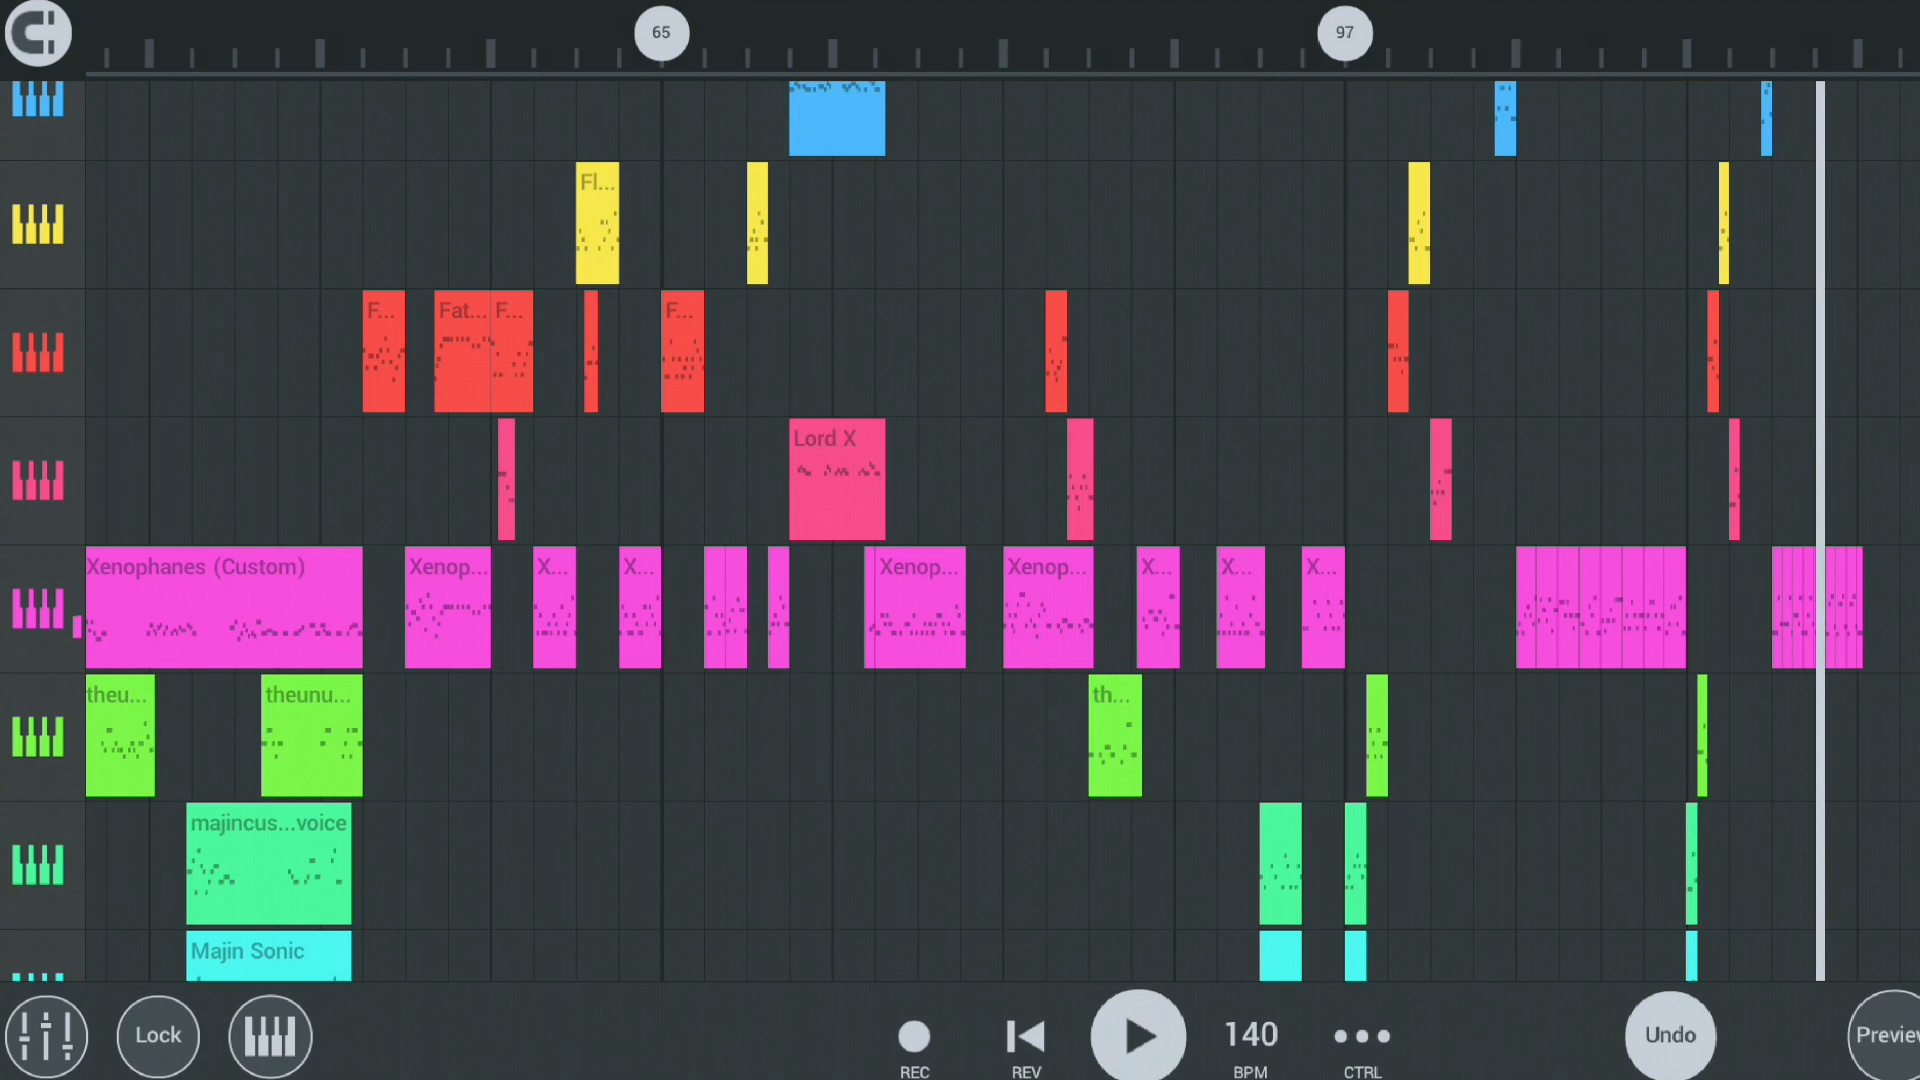 65
97
Fl...
F...
Fat...
F...
F...
Lord X
Xenophanes (Custom)
Xenop...
X...
X...
Xenop...
Xenop...
X...
X...
X...
theu...
theunu...
th...
majincus...voice
Majin Sonic
Lock
REC
REV
140
BPM
CTRL
Undo
Preview